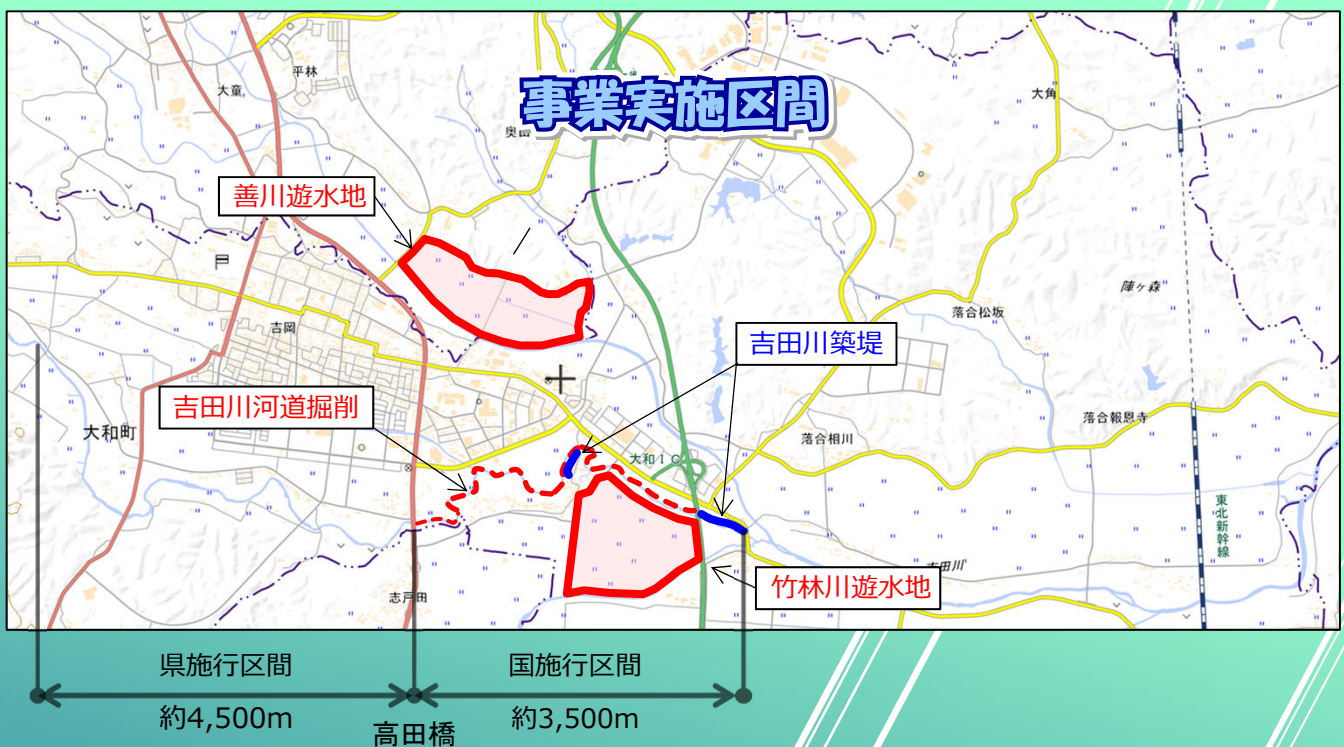 事業実施区間
平林
大童
大角
善川遊水地
陣ヶ森
吉岡
落合松坂
吉田川築堤
吉田川河道掘削
大和町
落合報恩寺
落合相川
大和IC
東北新幹線
吉田川
竹林川遊水地
志戸田
県施行区間
国施行区間
約4,500m
約3,500m
高田橋